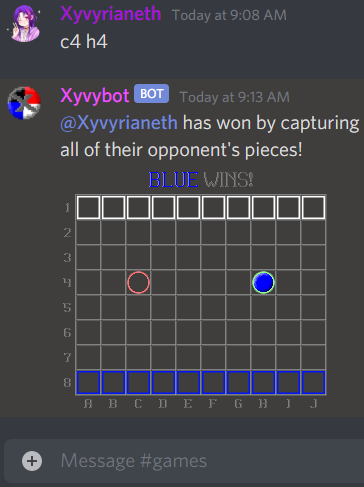 Xyvyrianeth Today at 9:08 AM
c4 h4
Xyvybot BOT Today at 9:13 AM
@Xyvyrianeth has won by capturing
all of their opponent's pieces!
BLUE WINS!
1
2
3
4
5
6
7
8
A B C D E F G H I J
Message #games